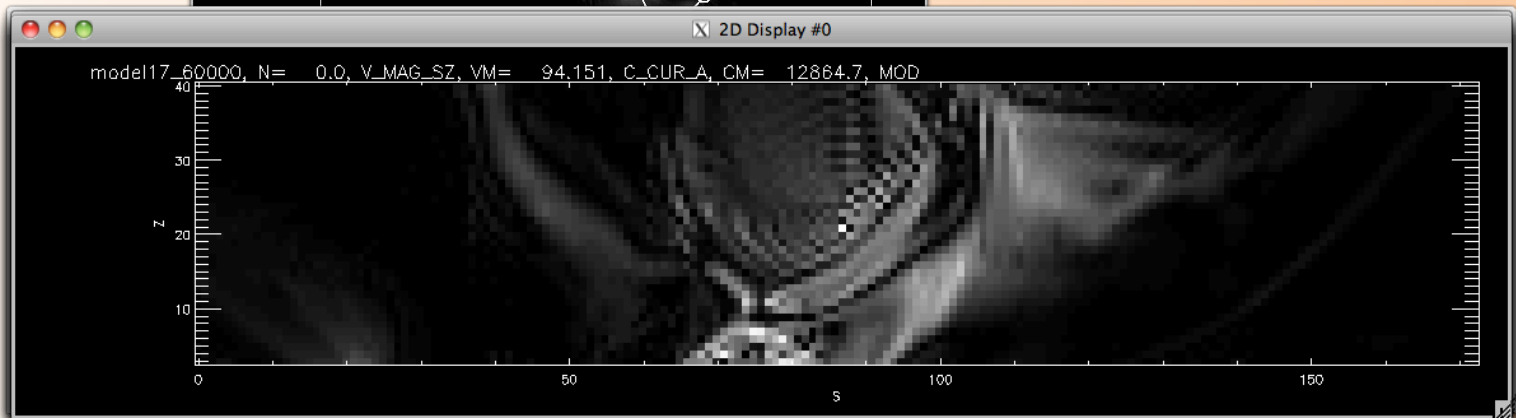 2D Display #0
model17_60000, N= 0.0, V_MAG_SZ, VM= 94.151, C_CUR_A, CM= 12864.7, MOD
40
30
20
10
Z
0 50 100 150
S